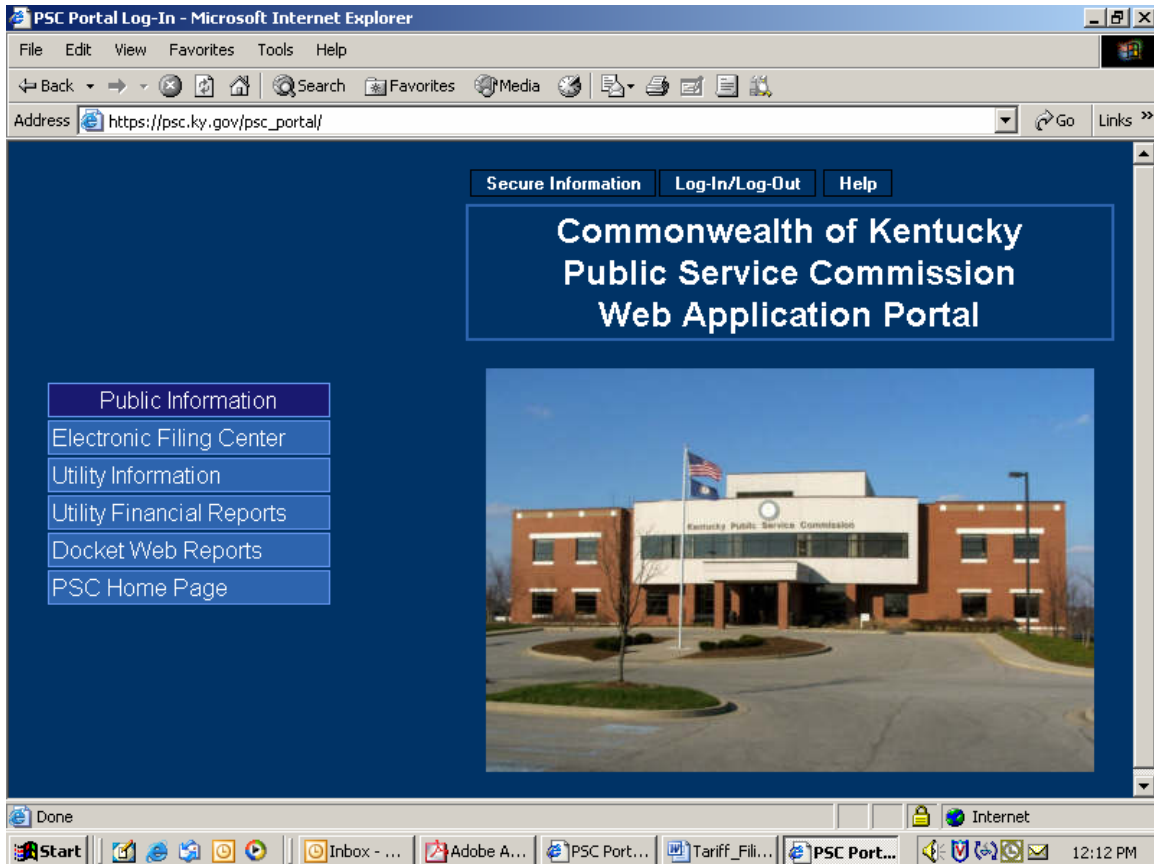 PSC Portal Log-In - Microsoft Internet Explorer
File Edit View Favorites Tools Help
Back Search Favorites Media
Address https://psc.ky.gov/psc_portal/ Go Links »
Secure Information Log-In/Log-Out Help
Commonwealth of Kentucky
Public Service Commission
Web Application Portal
Public Information
Electronic Filing Center
Utility Information
Utility Financial Reports
Docket Web Reports
PSC Home Page
Kentucky Public Service Commission
Done Internet
Start Inbox - ... Adobe A... PSC Port... Tariff_Fili... PSC Port... 12:12 PM